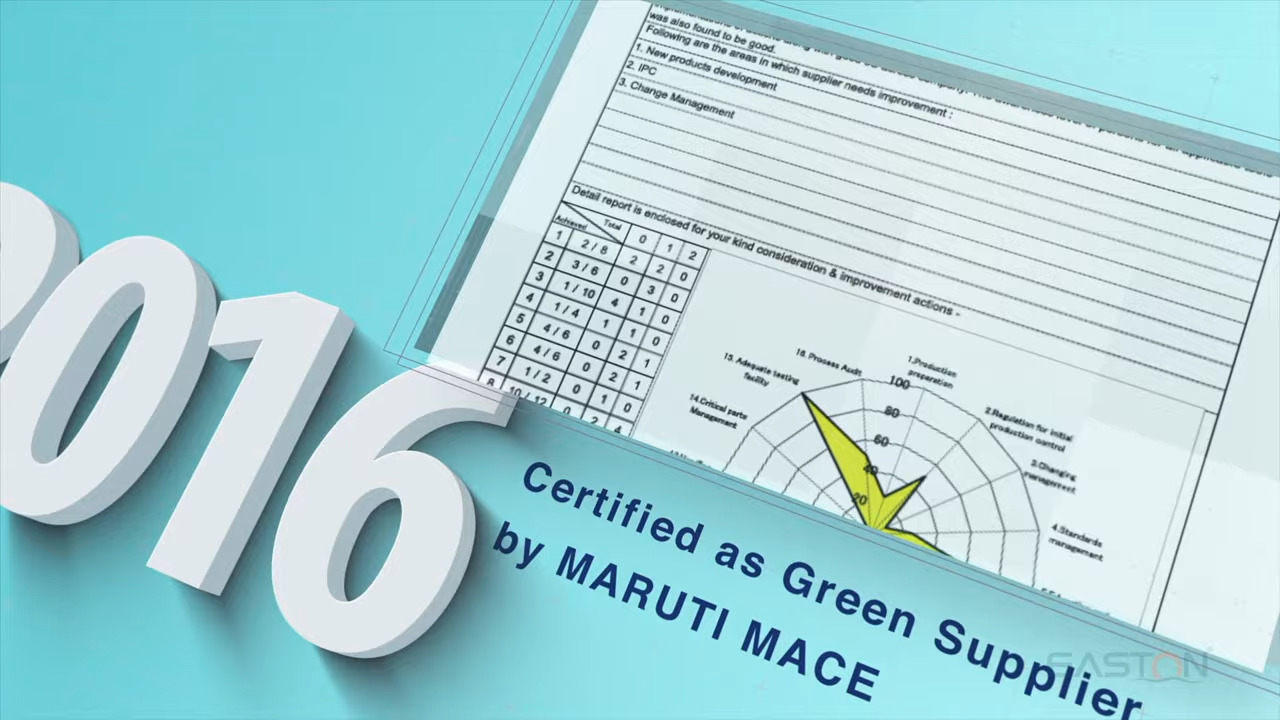 2016
was also found to be good.
Following are the areas in which supplier needs improvement :
1. New products development
2. IPC
3. Change Management
Detail report is enclosed for your kind consideration & improvement actions -
Achieved Total 0 1 2
1 2 / 8 2 2 0
2 3 / 6 0 3 0
3 1 / 10 4 1 0
4 1 / 4 1 1 0
5 4 / 6 0 2 1
6 4 / 6 0 2 1
7 1 / 2 0 1 0
8 10 / 12 0 2 4
16. Process Audit
1.Production
preparation
15. Adequate testing
facility
2.Regulation for initial
production control
14.Critical parts
Management
3.Changing
management
4.Standards
management
100
80
60
40
20
Certified as Green Supplier
by MARUTI MACE
EASTON